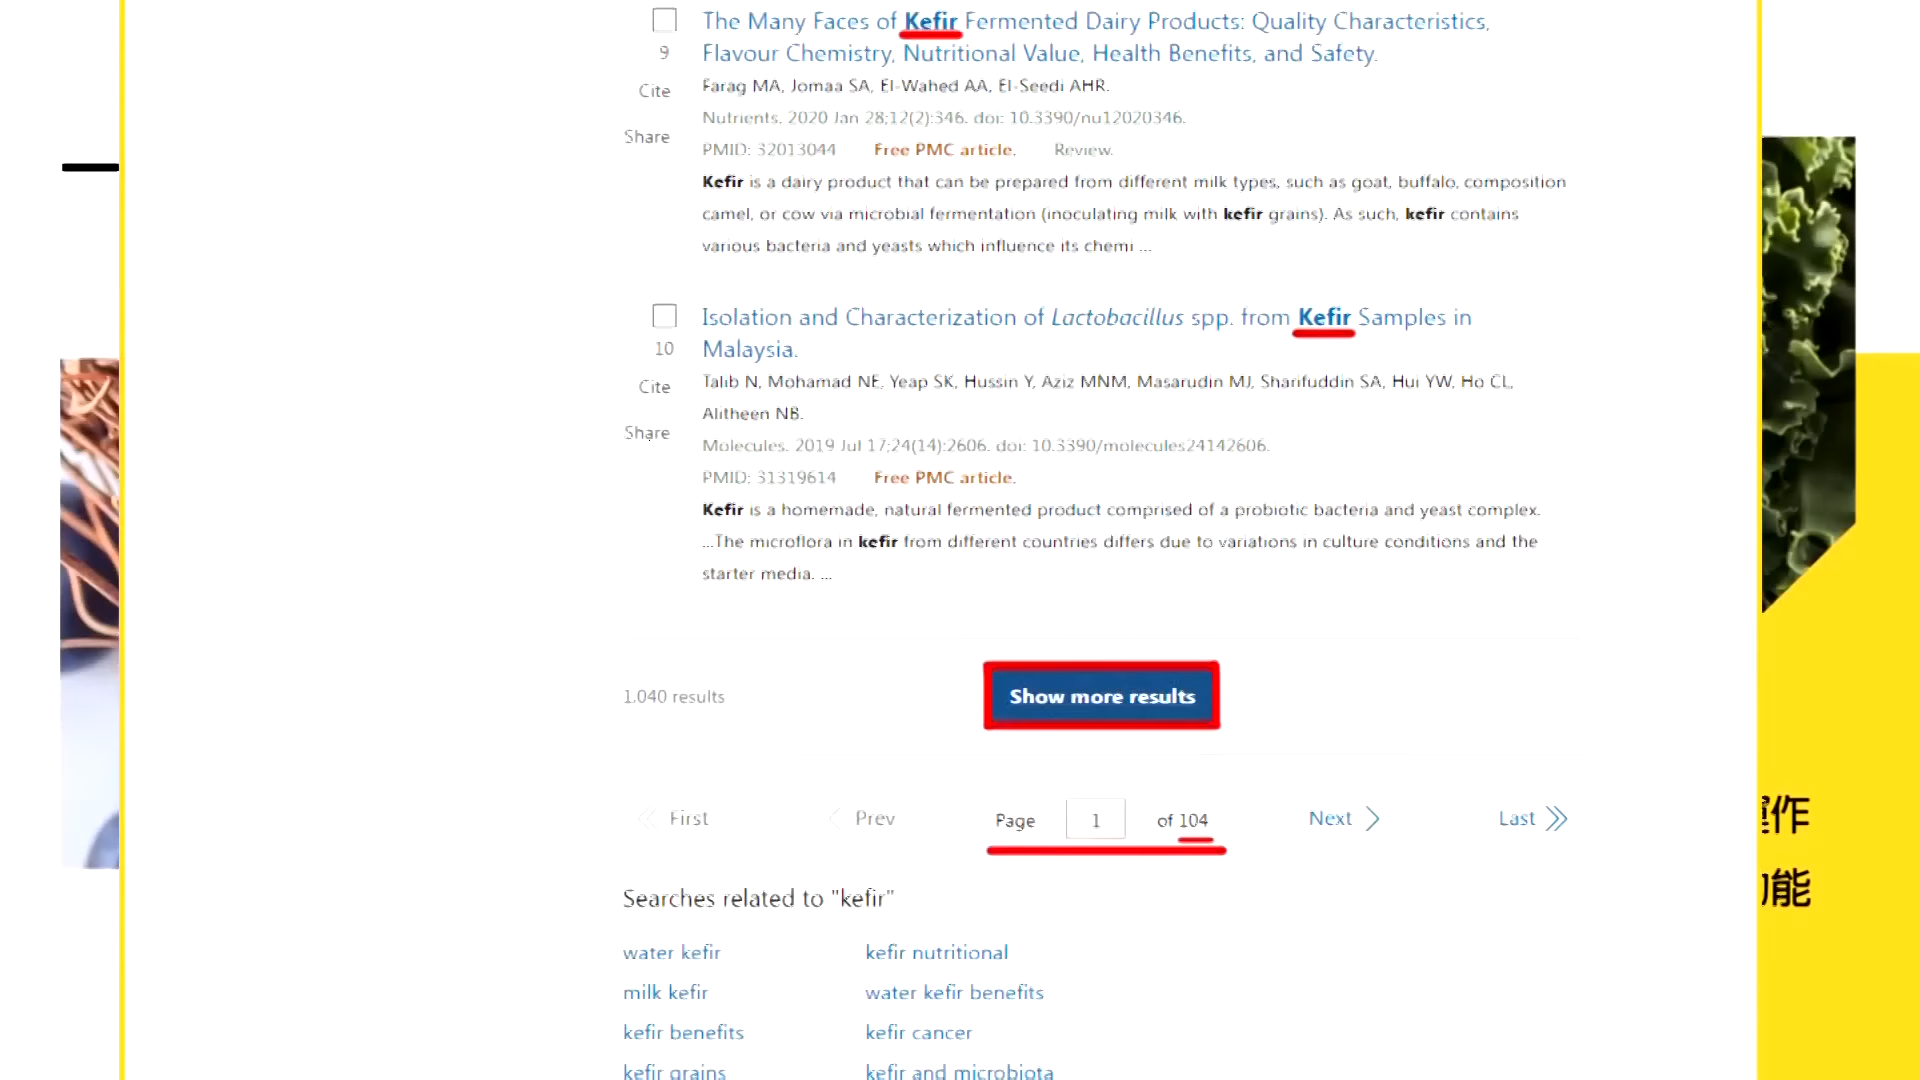 The Many Faces of Kefir Fermented Dairy Products: Quality Characteristics,
9 Flavour Chemistry, Nutritional Value, Health Benefits, and Safety.
Cite Farag MA, Jomaa SA, El-Wahed AA, El-Seedi AHR.
Nutrients. 2020 Jan 28;12(2):346. doi: 10.3390/nu12020346.
Share
PMID: 32013044 Free PMC article. Review.
Kefir is a dairy product that can be prepared from different milk types, such as goat, buffalo, composition
camel, or cow via microbial fermentation (inoculating milk with kefir grains). As such, kefir contains
various bacteria and yeasts which influence its chemi ...
Isolation and Characterization of Lactobacillus spp. from Kefir Samples in
10 Malaysia.
Cite Talib N, Mohamad NE, Yeap SK, Hussin Y, Aziz MNM, Masarudin MJ, Sharifuddin SA, Hui YW, Ho CL,
Alitheen NB.
Share
Molecules. 2019 Jul 17;24(14):2606. doi: 10.3390/molecules24142606.
PMID: 31319614 Free PMC article.
Kefir is a homemade, natural fermented product comprised of a probiotic bacteria and yeast complex.
...The microflora in kefir from different countries differs due to variations in culture conditions and the
starter media. ...
1,040 results Show more results
First Prev Page 1 of 104 Next Last
作
Searches related to "kefir"
能
water kefir kefir nutritional
milk kefir water kefir benefits
kefir benefits kefir cancer
kefir grains kefir and microbiota